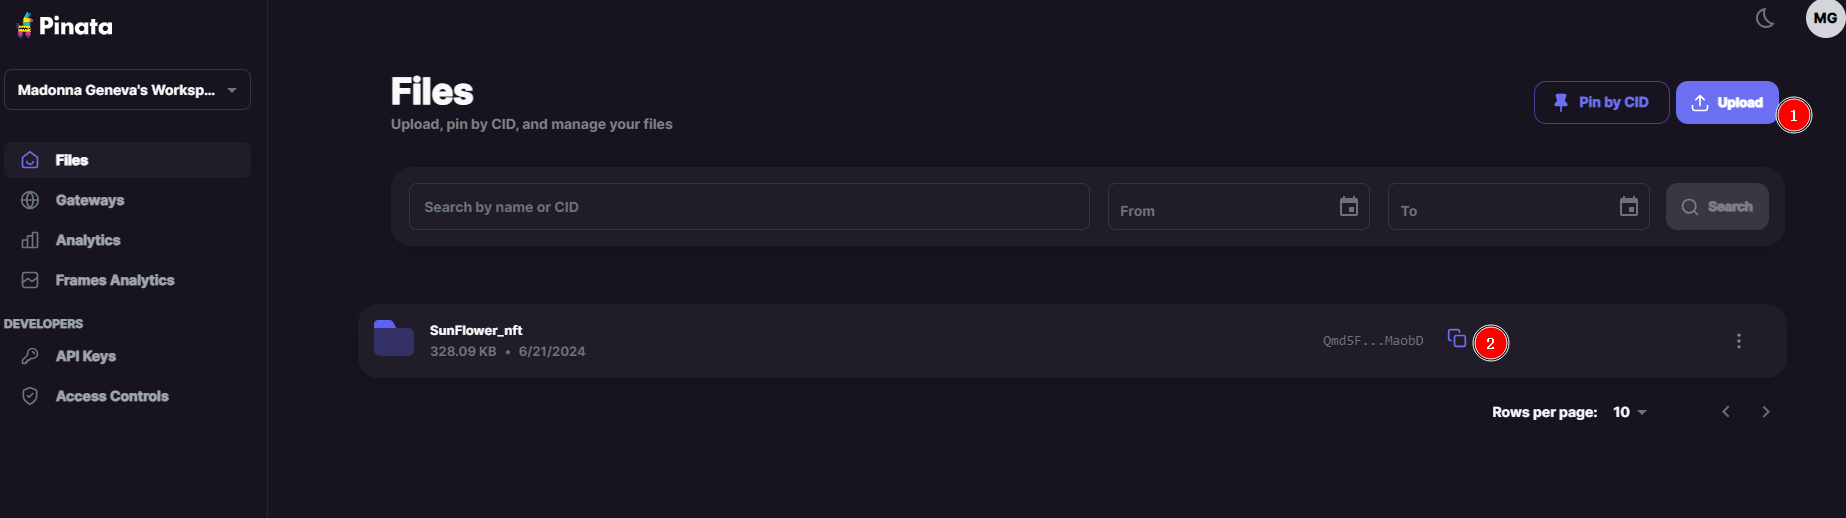 Pinata
MG
Madonna Geneva's Worksp...
Files
Gateways
Analytics
Frames Analytics
DEVELOPERS
API Keys
Access Controls
Files
Upload, pin by CID, and manage your files
Pin by CID
Upload
1
Search by name or CID
From
To
Search
SunFlower_nft
328.09 KB • 6/21/2024
Qmd5F...MaobD
2
Rows per page: 10